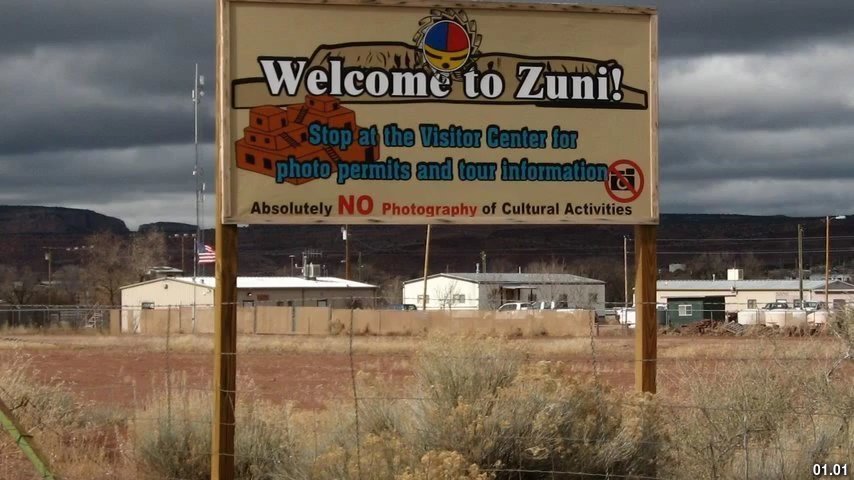 Welcome to Zuni!
Stop at the Visitor Center for
photo permits and tour information
Absolutely NO Photography of Cultural Activities
01.01